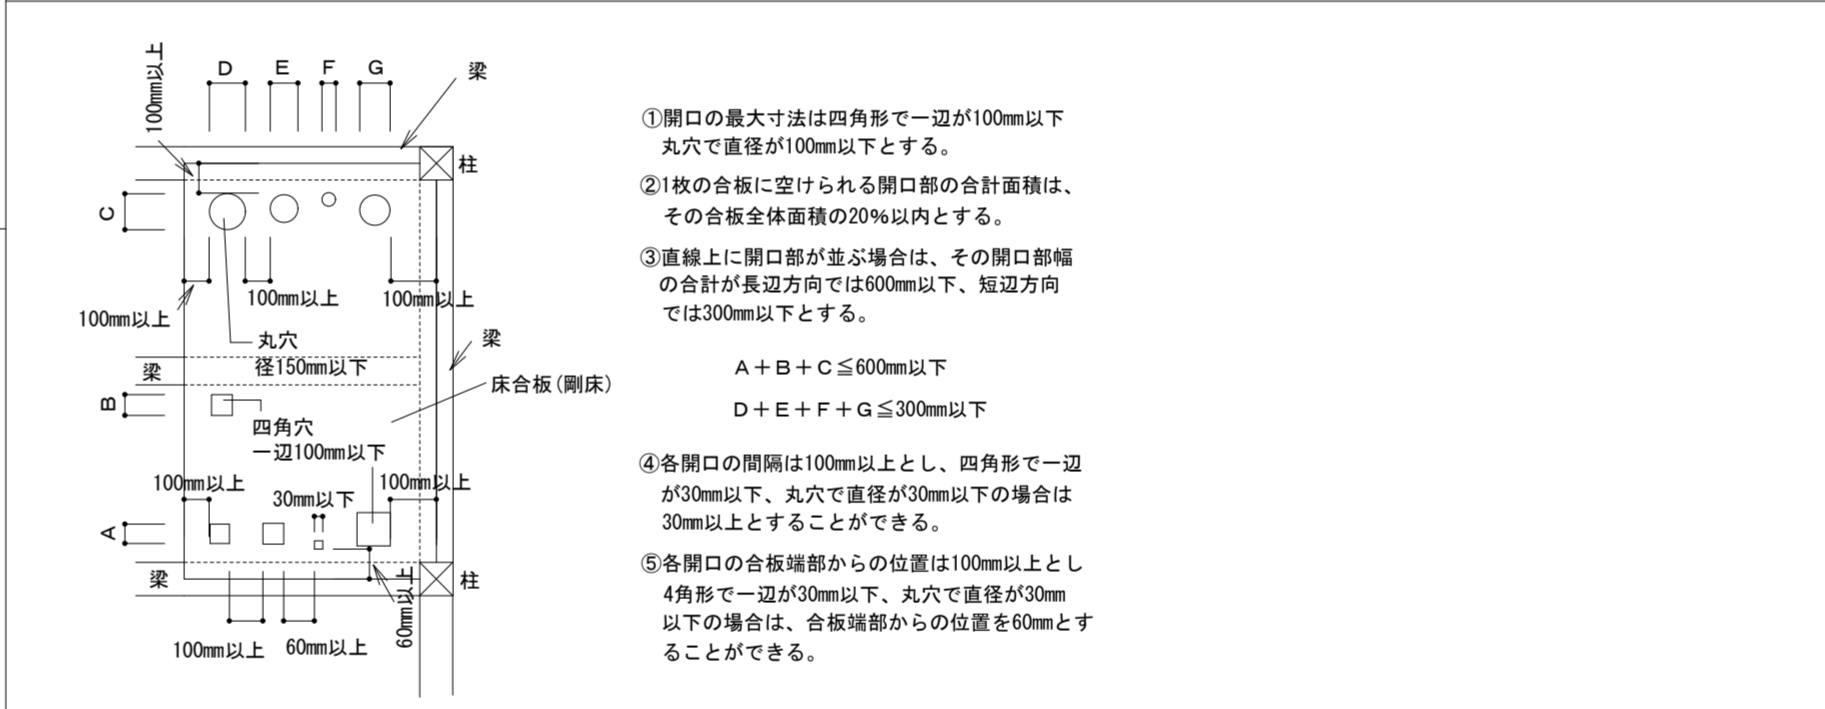 100mm以上
D E F G
梁
柱
C
100mm以上
100mm以上
100mm以上
丸穴
径150mm以下
梁
梁
床合板(剛床)
B
四角穴
一辺100mm以下
100mm以上
30mm以下
100mm以上
A
梁
柱
60mm以上
100mm以上
60mm以上
①開口の最大寸法は四角形で一辺が100mm以下
丸穴で直径が100mm以下とする。
②1枚の合板に空けられる開口部の合計面積は、
その合板全体面積の20%以内とする。
③直線上に開口部が並ぶ場合は、その開口部幅
の合計が長辺方向では600mm以下、短辺方向
では300mm以下とする。
A+B+C≦600mm以下
D+E+F+G≦300mm以下
④各開口の間隔は100mm以上とし、四角形で一辺
が30mm以下、丸穴で直径が30mm以下の場合は
30mm以上とすることができる。
⑤各開口の合板端部からの位置は100mm以上とし
4角形で一辺が30mm以下、丸穴で直径が30mm
以下の場合は、合板端部からの位置を60mmとす
ることができる。